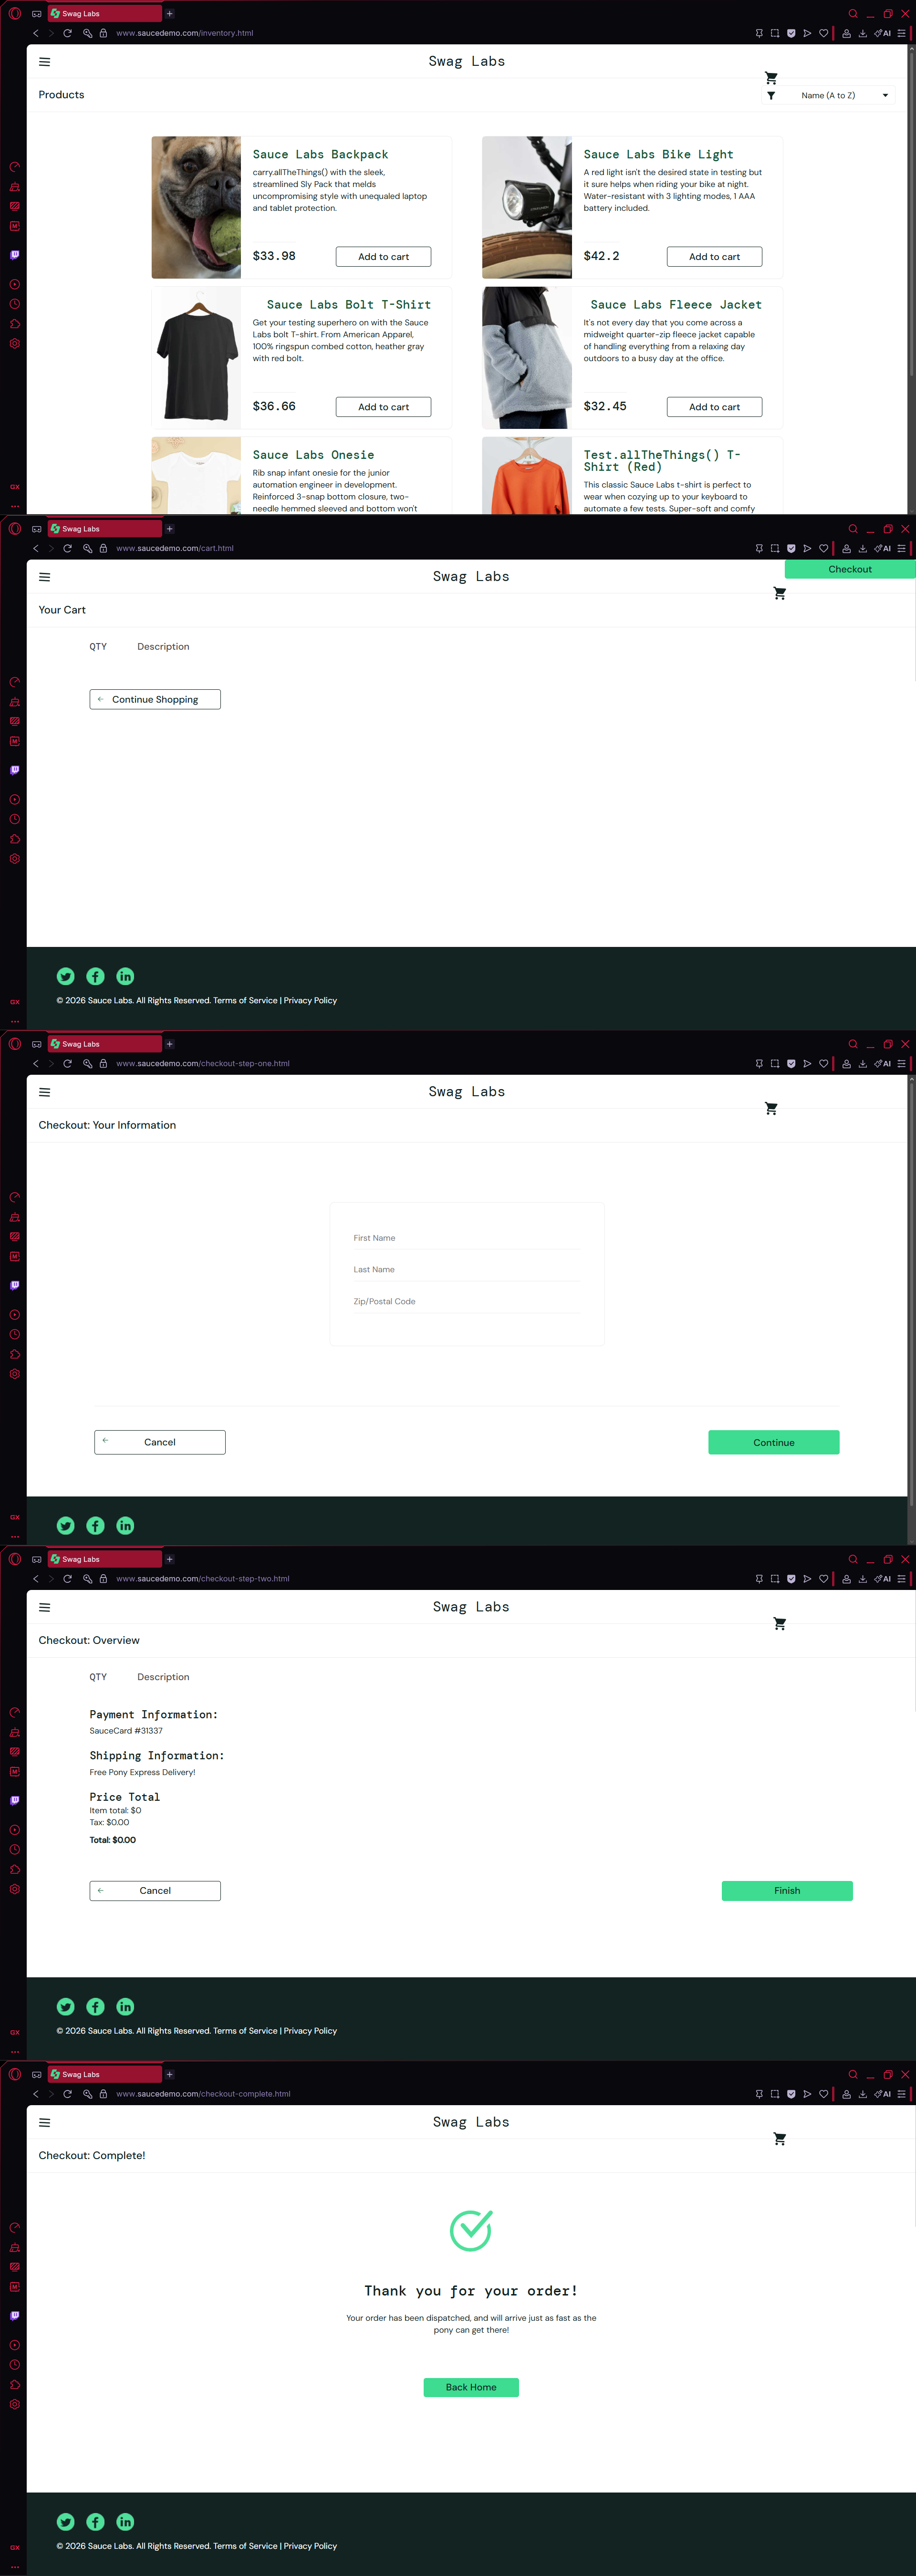 Swag Labs
www.saucedemo.com/inventory.html
AI
Swag Labs
Products
Name (A to Z)
Sauce Labs Backpack
carry.allTheThings() with the sleek,
streamlined Sly Pack that melds
uncompromising style with unequaled laptop
and tablet protection.
$33.98
Add to cart
Sauce Labs Bike Light
A red light isn't the desired state in testing but
it sure helps when riding your bike at night.
Water-resistant with 3 lighting modes, 1 AAA
battery included.
$42.2
Add to cart
Sauce Labs Bolt T-Shirt
Get your testing superhero on with the Sauce
Labs bolt T-shirt. From American Apparel,
100% ringspun combed cotton, heather gray
with red bolt.
$36.66
Add to cart
Sauce Labs Fleece Jacket
It's not every day that you come across a
midweight quarter-zip fleece jacket capable
of handling everything from a relaxing day
outdoors to a busy day at the office.
$32.45
Add to cart
Sauce Labs Onesie
Rib snap infant onesie for the junior
automation engineer in development.
Reinforced 3-snap bottom closure, two-
needle hemmed sleeved and bottom won't
Test.allTheThings() T-
Shirt (Red)
This classic Sauce Labs t-shirt is perfect to
wear when cozying up to your keyboard to
automate a few tests. Super-soft and comfy
GX
Swag Labs
www.saucedemo.com/cart.html
AI
Swag Labs
Checkout
Your Cart
QTY Description
Continue Shopping
© 2026 Sauce Labs. All Rights Reserved. Terms of Service | Privacy Policy
GX
Swag Labs
www.saucedemo.com/checkout-step-one.html
AI
Swag Labs
Checkout: Your Information
First Name
Last Name
Zip/Postal Code
Cancel
Continue
GX
Swag Labs
www.saucedemo.com/checkout-step-two.html
AI
Swag Labs
Checkout: Overview
QTY Description
Payment Information:
SauceCard #31337
Shipping Information:
Free Pony Express Delivery!
Price Total
Item total: $0
Tax: $0.00
Total: $0.00
Cancel
Finish
© 2026 Sauce Labs. All Rights Reserved. Terms of Service | Privacy Policy
GX
Swag Labs
www.saucedemo.com/checkout-complete.html
AI
Swag Labs
Checkout: Complete!
Thank you for your order!
Your order has been dispatched, and will arrive just as fast as the
pony can get there!
Back Home
© 2026 Sauce Labs. All Rights Reserved. Terms of Service | Privacy Policy
GX